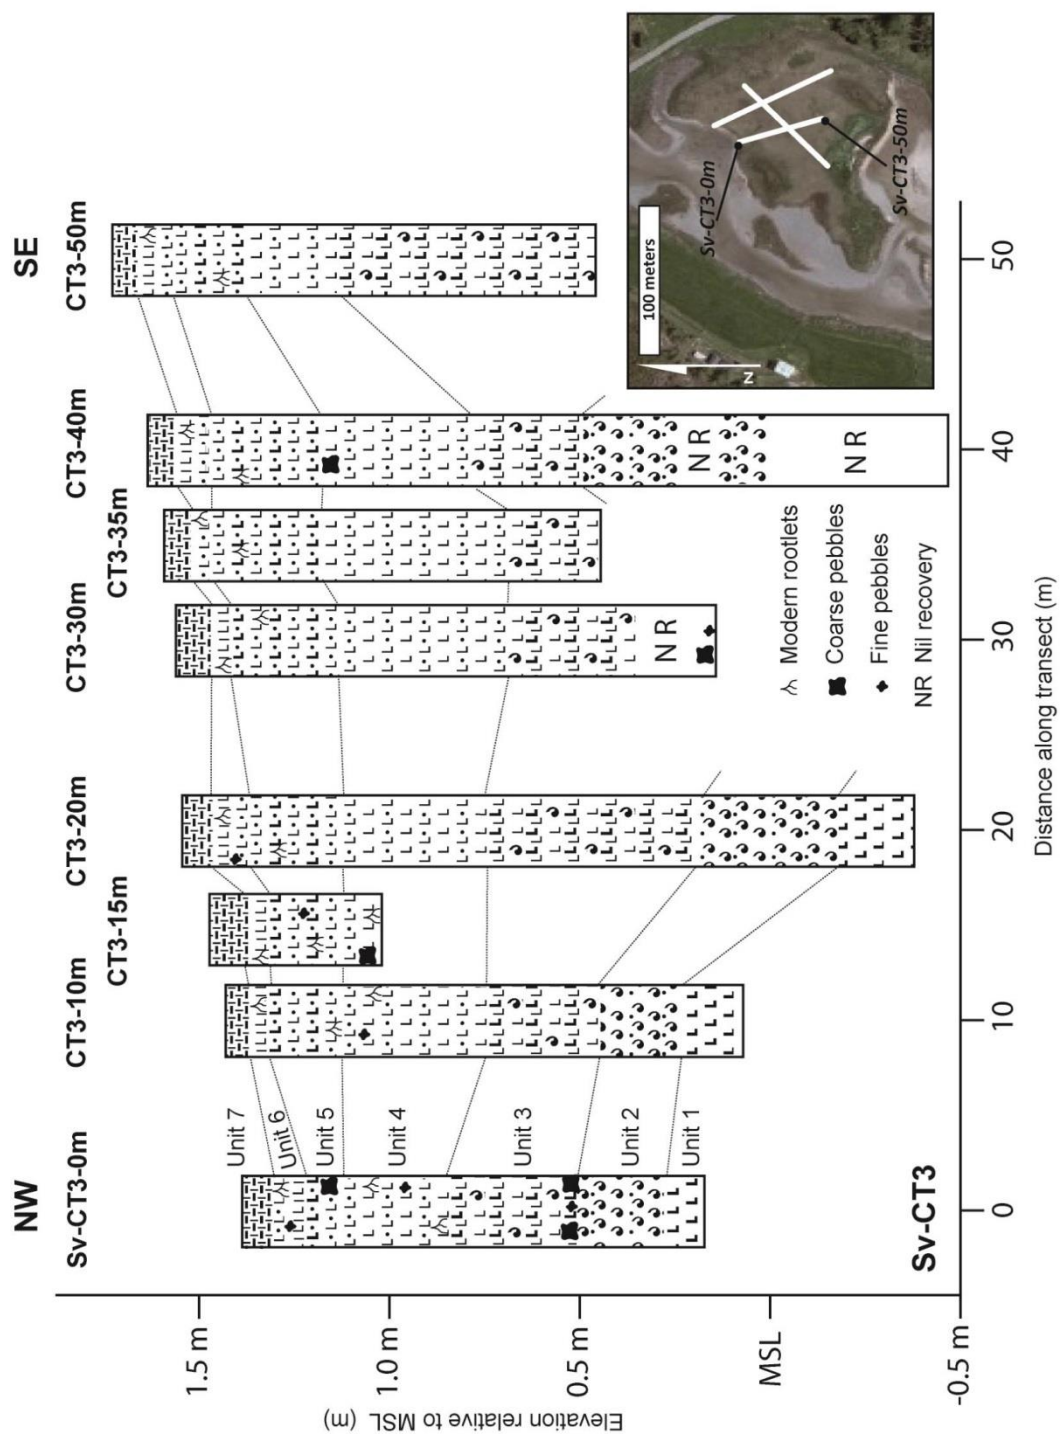 NW
SE
Sv-CT3-0m
CT3-10m
CT3-15m
CT3-20m
CT3-30m
CT3-35m
CT3-40m
CT3-50m
Unit 7
Unit 6
Unit 5
Unit 4
Unit 3
Unit 2
Unit 1
N R
N R
N R
Modern rootlets
Coarse pebbles
Fine pebbles
NR Nil recovery
100 meters
N
Sv-CT3-0m
Sv-CT3-50m
Sv-CT3
Elevation relative to MSL (m)
1.5 m
1.0 m
0.5 m
MSL
-0.5 m
0
10
20
30
40
50
Distance along transect (m)